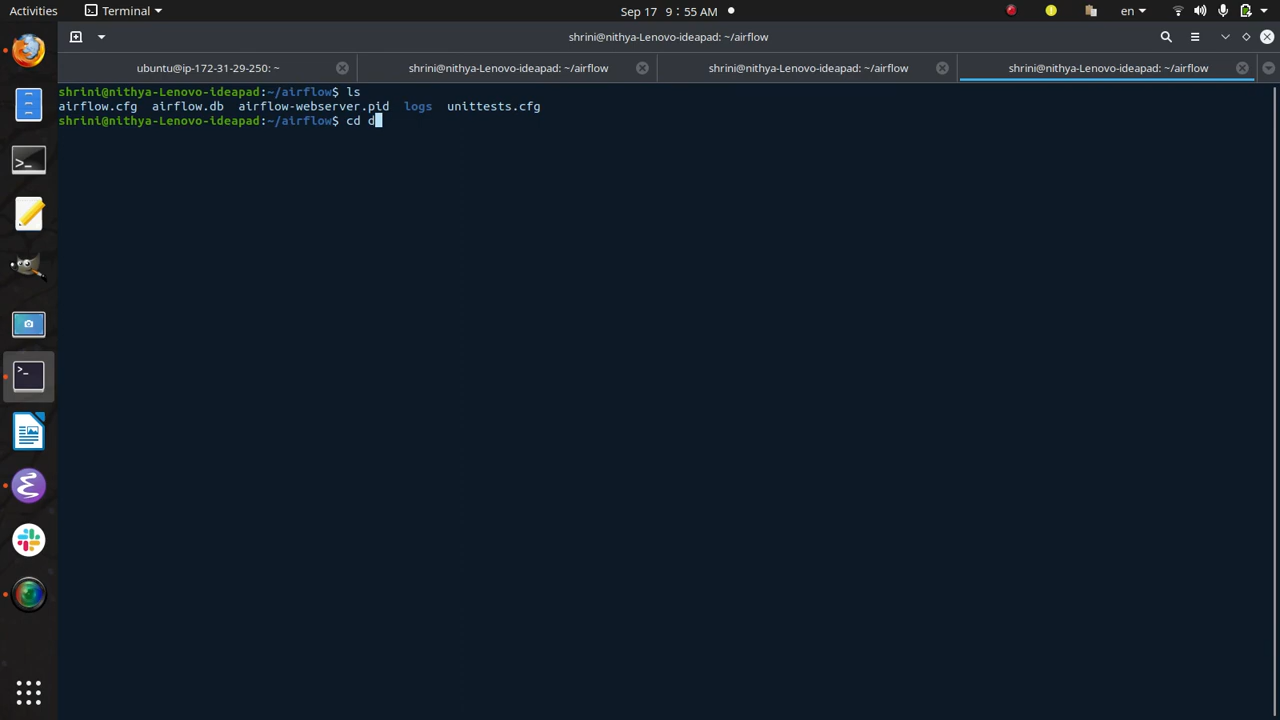 Activities Terminal Sep 17 9 : 55 AM en
shrini@nithya-Lenovo-ideapad: ~/airflow
ubuntu@ip-172-31-29-250: ~ shrini@nithya-Lenovo-ideapad: ~/airflow shrini@nithya-Lenovo-ideapad: ~/airflow shrini@nithya-Lenovo-ideapad: ~/airflow
shrini@nithya-Lenovo-ideapad:~/airflow$ ls
airflow.cfg airflow.db airflow-webserver.pid logs unittests.cfg
shrini@nithya-Lenovo-ideapad:~/airflow$ cd d